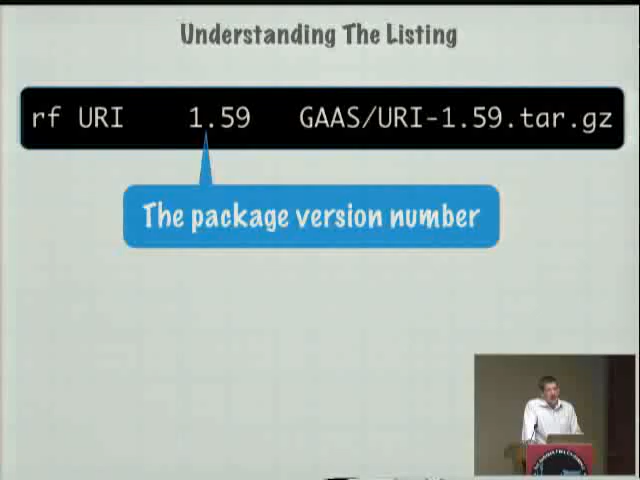 Understanding The Listing
rf URI 1.59 GAAS/URI-1.59.tar.gz
The package version number